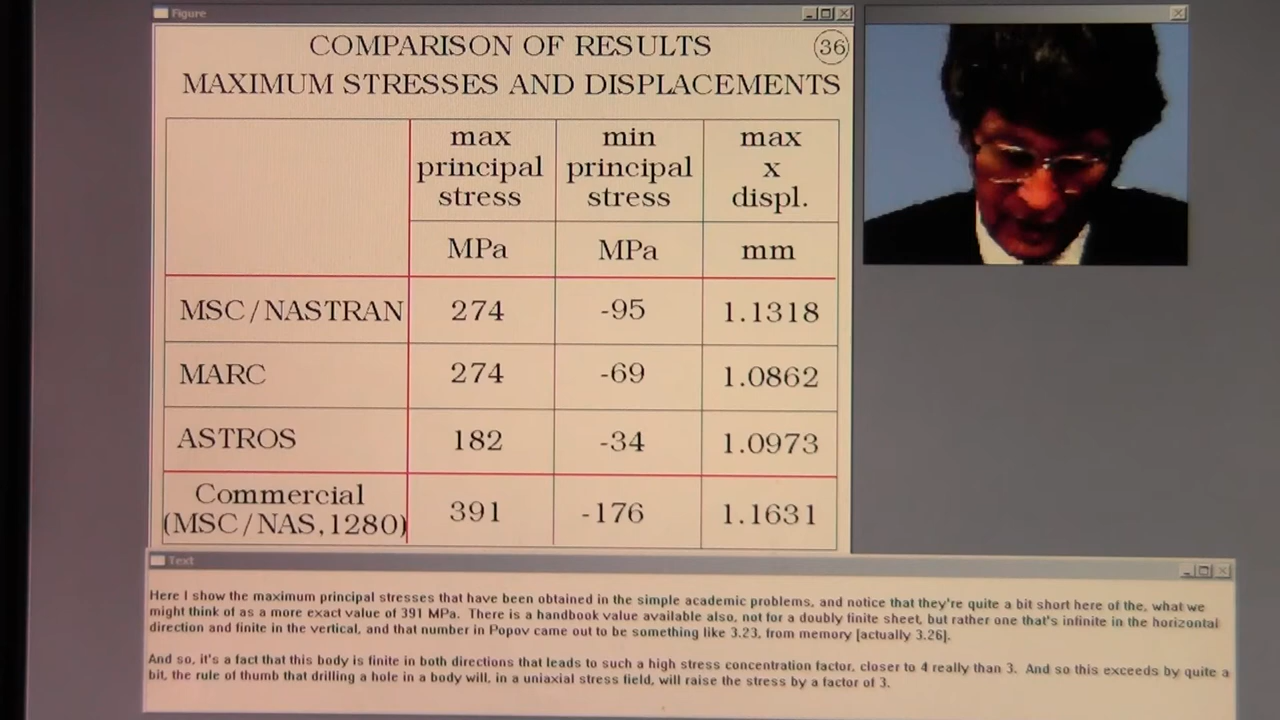 Figure
COMPARISON OF RESULTS
36
MAXIMUM STRESSES AND DISPLACEMENTS
max principal stress
min principal stress
max x displ.
MPa MPa mm
MSC/NASTRAN 274 -95 1.1318
MARC 274 -69 1.0862
ASTROS 182 -34 1.0973
Commercial
(MSC/NAS,1280) 391 -176 1.1631
Text
Here I show the maximum principal stresses that have been obtained in the simple academic problems, and notice that they're quite a bit short here of the, what we
might think of as a more exact value of 391 MPa. There is a handbook value available also, not for a doubly finite sheet, but rather one that's infinite in the horizontal
direction and finite in the vertical, and that number in Popov came out to be something like 3.23, from memory [actually 3.26].
And so, it's a fact that this body is finite in both directions that leads to such a high stress concentration factor, closer to 4 really than 3. And so this exceeds by quite a
bit, the rule of thumb that drilling a hole in a body will, in a uniaxial stress field, will raise the stress by a factor of 3.